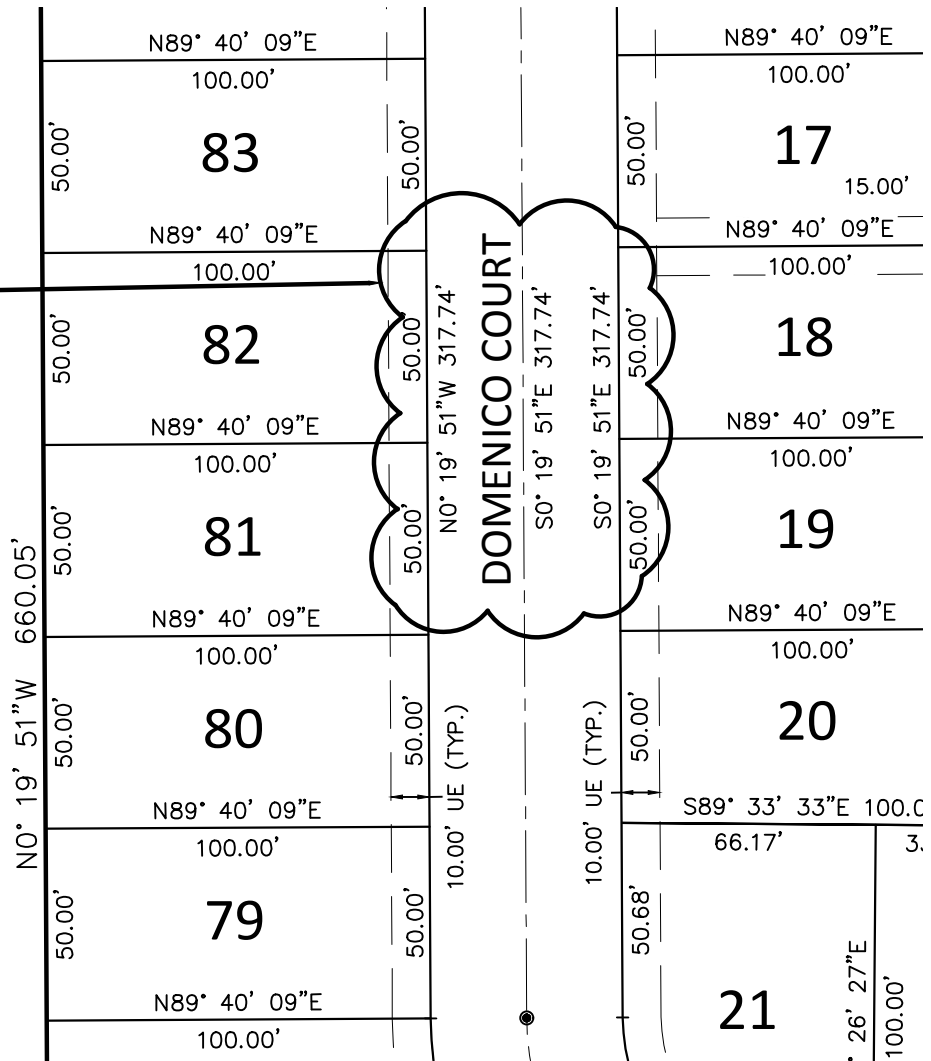 N89° 40' 09"E
100.00'
50.00'
83
50.00'
N89° 40' 09"E
100.00'
50.00'
82
50.00'
N89° 40' 09"E
100.00'
50.00'
81
50.00'
N89° 40' 09"E
100.00'
50.00'
80
50.00'
N89° 40' 09"E
100.00'
50.00'
79
50.00'
N89° 40' 09"E
100.00'
N0° 19' 51"W 660.05'
N0° 19' 51"W 317.74'
DOMENICO COURT
S0° 19' 51"E 317.74'
S0° 19' 51"E 317.74'
10.00' UE (TYP.)
10.00' UE (TYP.)
N89° 40' 09"E
100.00'
50.00'
17
15.00'
N89° 40' 09"E
100.00'
50.00'
18
N89° 40' 09"E
100.00'
50.00'
19
N89° 40' 09"E
100.00'
50.00'
20
S89° 33' 33"E 100.0
66.17'
50.68'
21
° 26' 27"E
100.00'